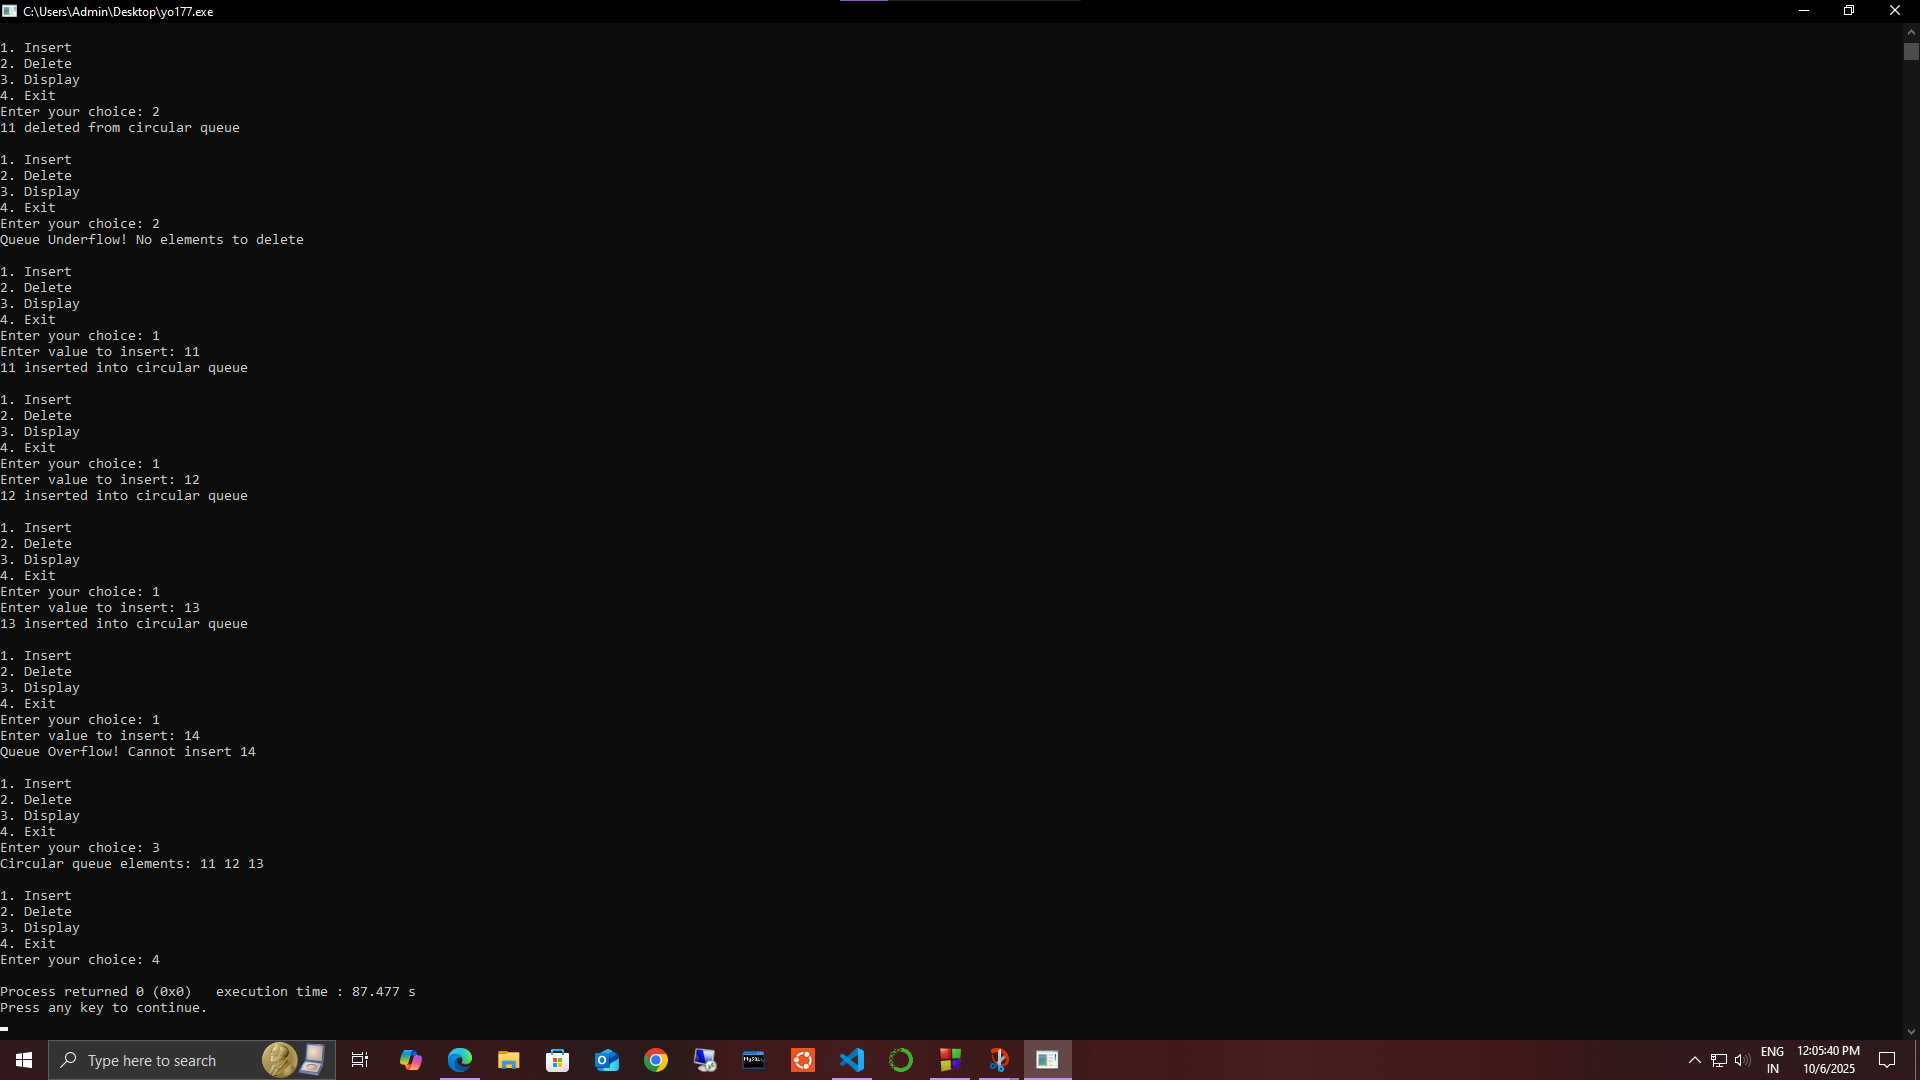 C:\Users\Admin\Desktop\yo177.exe
1. Insert
2. Delete
3. Display
4. Exit
Enter your choice: 2
11 deleted from circular queue
1. Insert
2. Delete
3. Display
4. Exit
Enter your choice: 2
Queue Underflow! No elements to delete
1. Insert
2. Delete
3. Display
4. Exit
Enter your choice: 1
Enter value to insert: 11
11 inserted into circular queue
1. Insert
2. Delete
3. Display
4. Exit
Enter your choice: 1
Enter value to insert: 12
12 inserted into circular queue
1. Insert
2. Delete
3. Display
4. Exit
Enter your choice: 1
Enter value to insert: 13
13 inserted into circular queue
1. Insert
2. Delete
3. Display
4. Exit
Enter your choice: 1
Enter value to insert: 14
Queue Overflow! Cannot insert 14
1. Insert
2. Delete
3. Display
4. Exit
Enter your choice: 3
Circular queue elements: 11 12 13
1. Insert
2. Delete
3. Display
4. Exit
Enter your choice: 4
Process returned 0 (0x0)   execution time : 87.477 s
Press any key to continue.
Type here to search
MySQL
ENG
IN
12:05:40 PM
10/6/2025